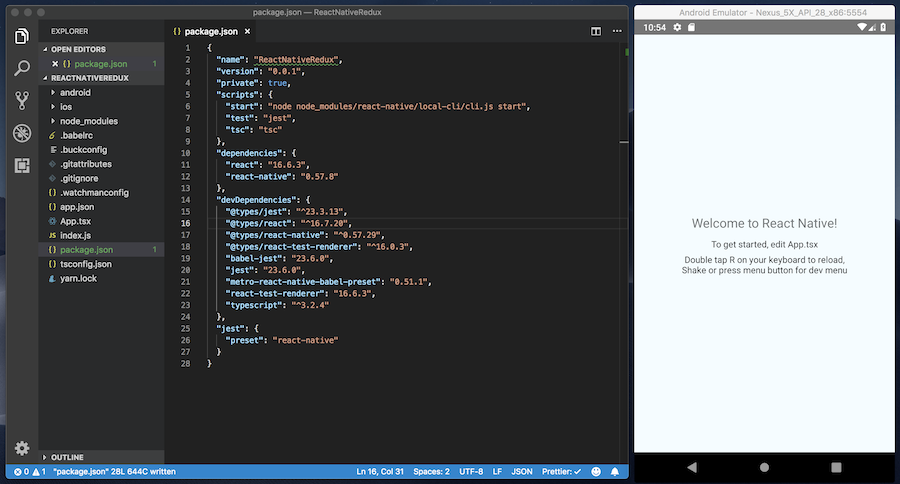 package.json — ReactNativeRedux
EXPLORER
OPEN EDITORS
{ } package.json 1
REACTNATIVEREDUX
android
ios
node_modules
.babelrc
.buckconfig
.gitattributes
.gitignore
{ } .watchmanconfig
{ } app.json
App.tsx
JS index.js
{ } package.json 1
{ } tsconfig.json
yarn.lock
OUTLINE
{ } package.json ×
1 {
2 "name": "ReactNativeRedux",
3 "version": "0.0.1",
4 "private": true,
5 "scripts": {
6 "start": "node node_modules/react-native/local-cli/cli.js start",
7 "test": "jest",
8 "tsc": "tsc"
9 },
10 "dependencies": {
11 "react": "16.6.3",
12 "react-native": "0.57.8"
13 },
14 "devDependencies": {
15 "@types/jest": "^23.3.13",
16 "@types/react": "^16.7.20",
17 "@types/react-native": "^0.57.29",
18 "@types/react-test-renderer": "^16.0.3",
19 "babel-jest": "23.6.0",
20 "jest": "23.6.0",
21 "metro-react-native-babel-preset": "0.51.1",
22 "react-test-renderer": "16.6.3",
23 "typescript": "^3.2.4"
24 },
25 "jest": {
26 "preset": "react-native"
27 }
28 }
0 1 "package.json" 28L 644C written
Ln 16, Col 31 Spaces: 2 UTF-8 LF JSON Prettier: ✓
Android Emulator - Nexus_5X_API_28_x86:5554
10:54
Welcome to React Native!
To get started, edit App.tsx
Double tap R on your keyboard to reload,
Shake or press menu button for dev menu